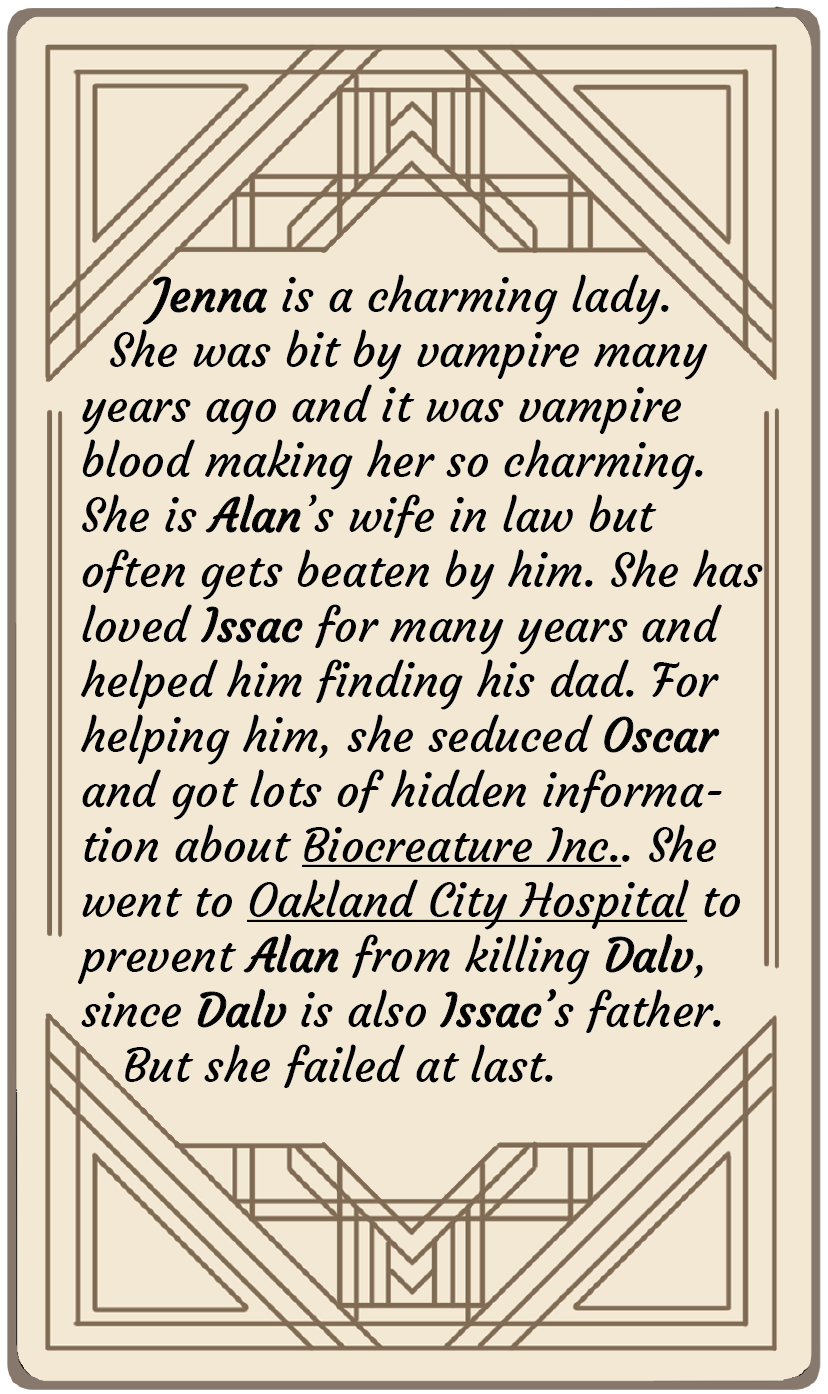 Jenna is a charming lady.
She was bit by vampire many
years ago and it was vampire
blood making her so charming.
She is Alan's wife in law but
often gets beaten by him. She has
loved Issac for many years and
helped him finding his dad. For
helping him, she seduced Oscar
and got lots of hidden informa-
tion about Biocreature Inc.. She
went to Oakland City Hospital to
prevent Alan from killing Dalv,
since Dalv is also Issac's father.
But she failed at last.